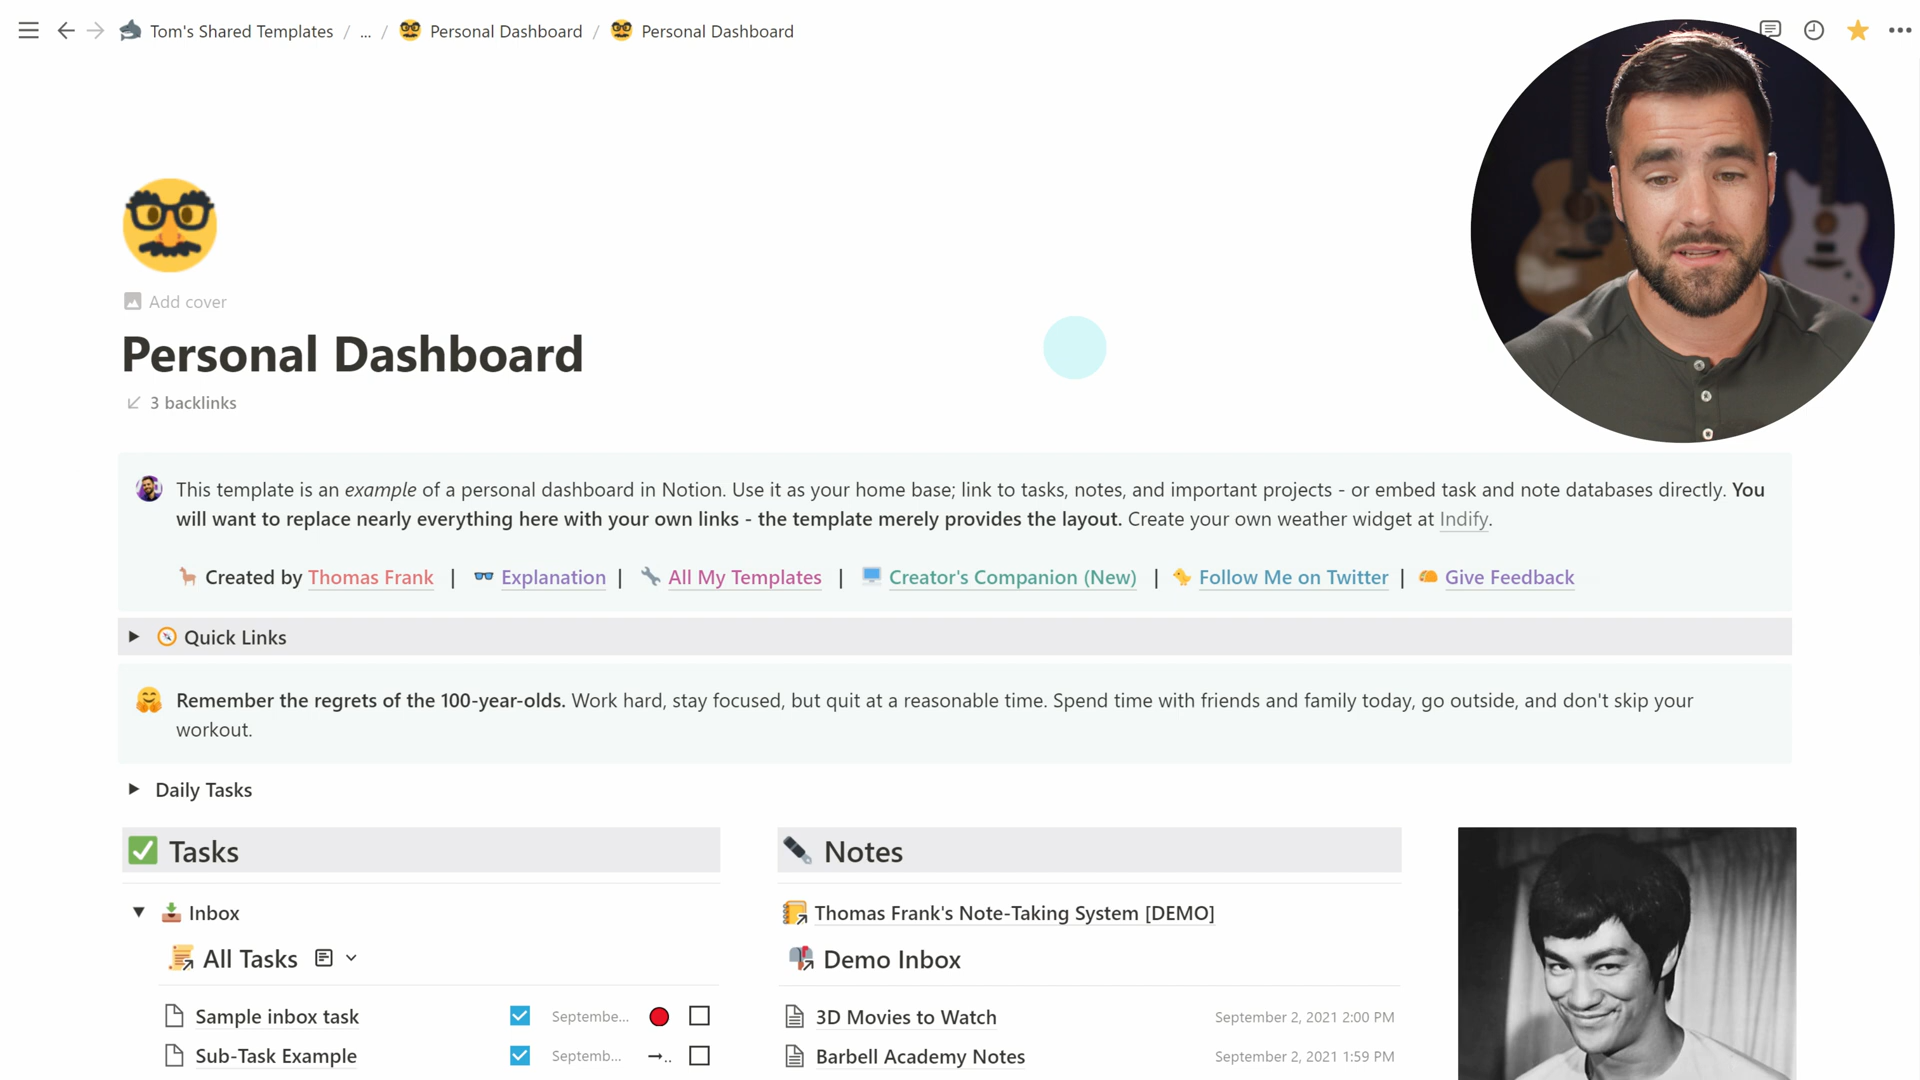 Tom's Shared Templates / ... / Personal Dashboard / Personal Dashboard
Add cover
Personal Dashboard
3 backlinks
This template is an example of a personal dashboard in Notion. Use it as your home base; link to tasks, notes, and important projects - or embed task and note databases directly. You
will want to replace nearly everything here with your own links - the template merely provides the layout. Create your own weather widget at Indify.
Created by Thomas Frank | Explanation | All My Templates | Creator's Companion (New) | Follow Me on Twitter | Give Feedback
Quick Links
Remember the regrets of the 100-year-olds. Work hard, stay focused, but quit at a reasonable time. Spend time with friends and family today, go outside, and don't skip your
workout.
Daily Tasks
Tasks
Inbox
All Tasks
Sample inbox task Septembe...
Sub-Task Example Septemb... →..
Notes
Thomas Frank's Note-Taking System [DEMO]
Demo Inbox
3D Movies to Watch September 2, 2021 2:00 PM
Barbell Academy Notes September 2, 2021 1:59 PM